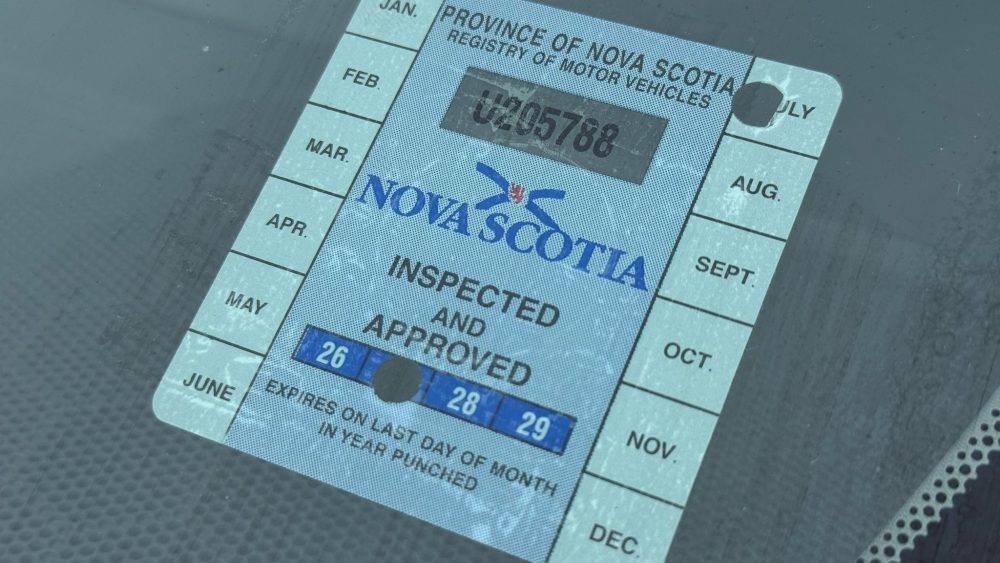 PROVINCE OF NOVA SCOTIA
REGISTRY OF MOTOR VEHICLES
U205788
NOVA SCOTIA
INSPECTED
AND
APPROVED
26 28 29
EXPIRES ON LAST DAY OF MONTH
IN YEAR PUNCHED
JAN.
FEB.
MAR.
APR.
MAY
JUNE
ULY
AUG.
SEPT.
OCT.
NOV.
DEC.